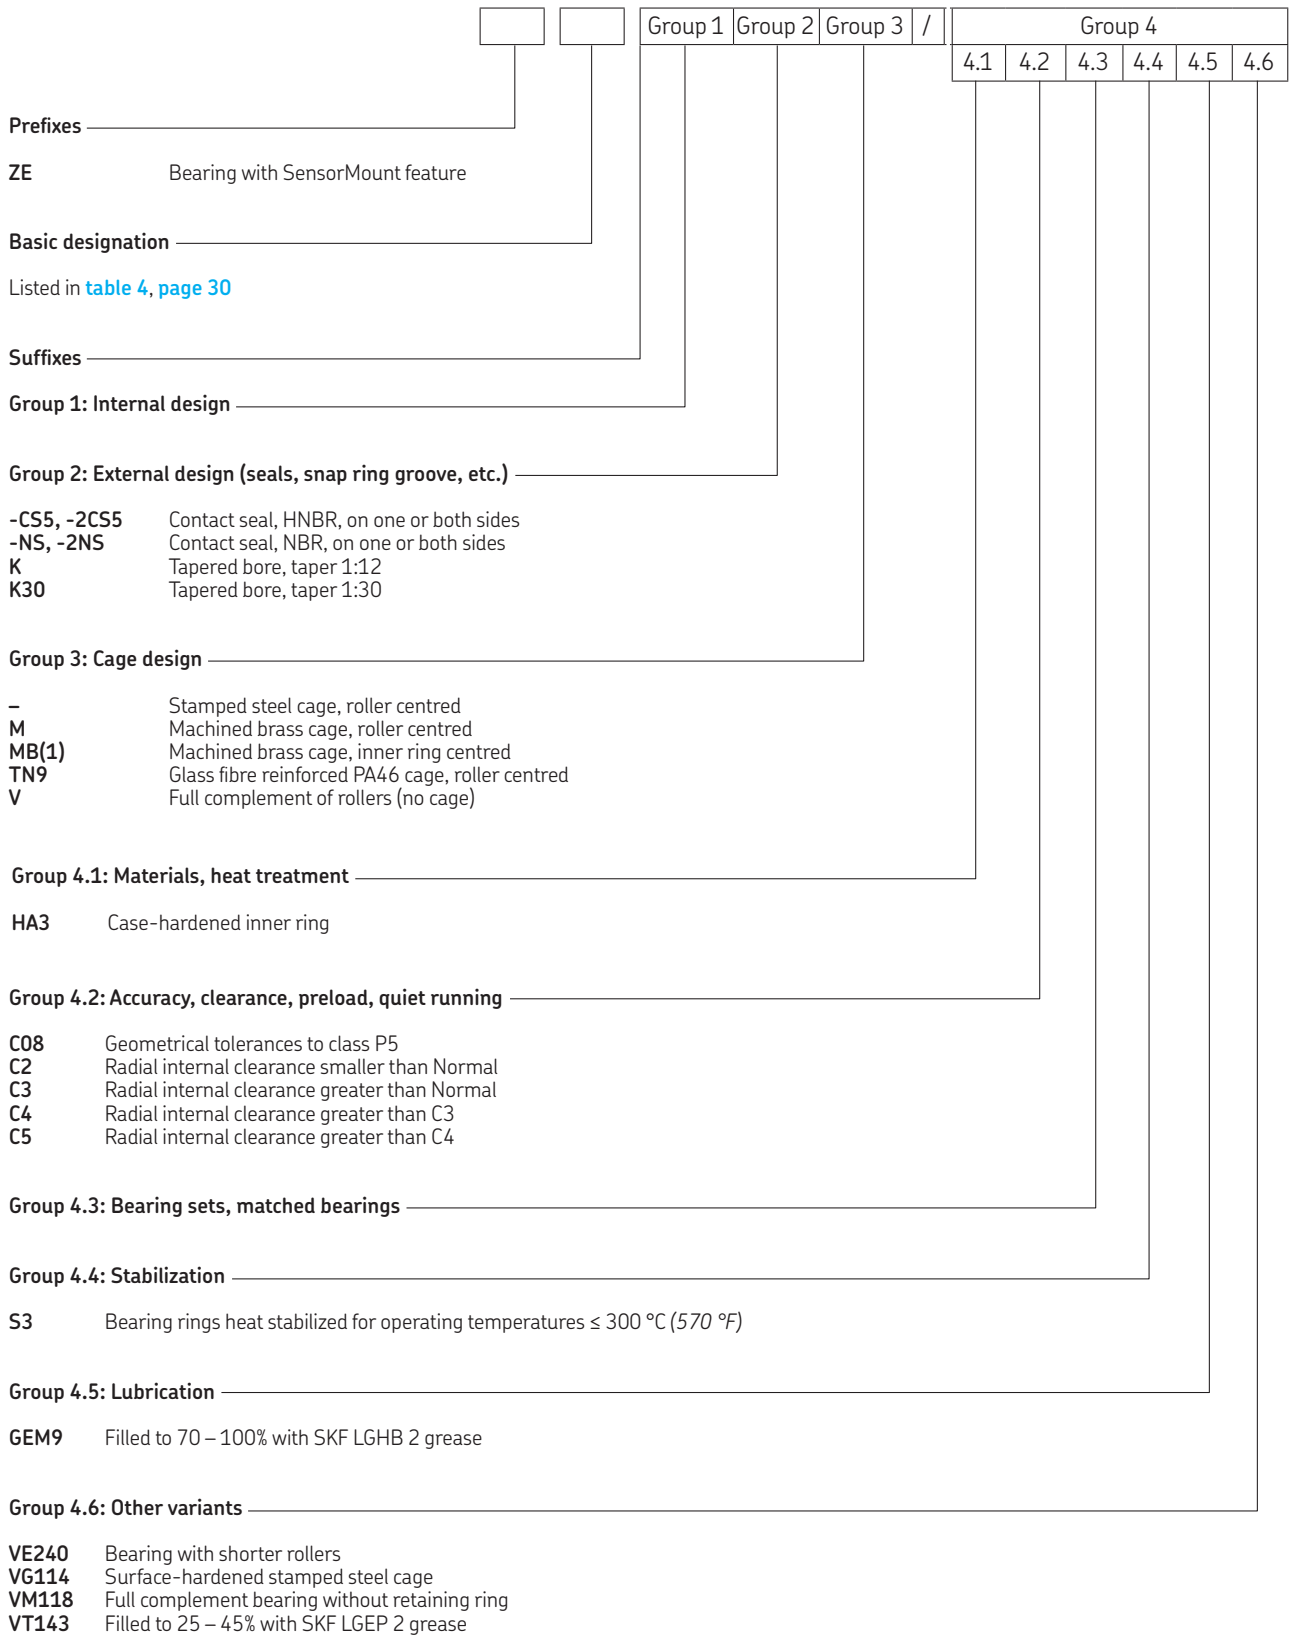 Group 1 Group 2 Group 3 / Group 4
4.1 4.2 4.3 4.4 4.5 4.6
Prefixes
ZE Bearing with SensorMount feature
Basic designation
Listed in table 4, page 30
Suffixes
Group 1: Internal design
Group 2: External design (seals, snap ring groove, etc.)
-CS5, -2CS5 Contact seal, HNBR, on one or both sides
-NS, -2NS Contact seal, NBR, on one or both sides
K Tapered bore, taper 1:12
K30 Tapered bore, taper 1:30
Group 3: Cage design
– Stamped steel cage, roller centred
M Machined brass cage, roller centred
MB(1) Machined brass cage, inner ring centred
TN9 Glass fibre reinforced PA46 cage, roller centred
V Full complement of rollers (no cage)
Group 4.1: Materials, heat treatment
HA3 Case-hardened inner ring
Group 4.2: Accuracy, clearance, preload, quiet running
C08 Geometrical tolerances to class P5
C2 Radial internal clearance smaller than Normal
C3 Radial internal clearance greater than Normal
C4 Radial internal clearance greater than C3
C5 Radial internal clearance greater than C4
Group 4.3: Bearing sets, matched bearings
Group 4.4: Stabilization
S3 Bearing rings heat stabilized for operating temperatures ≤ 300 °C (570 °F)
Group 4.5: Lubrication
GEM9 Filled to 70 – 100% with SKF LGHB 2 grease
Group 4.6: Other variants
VE240 Bearing with shorter rollers
VG114 Surface-hardened stamped steel cage
VM118 Full complement bearing without retaining ring
VT143 Filled to 25 – 45% with SKF LGEP 2 grease